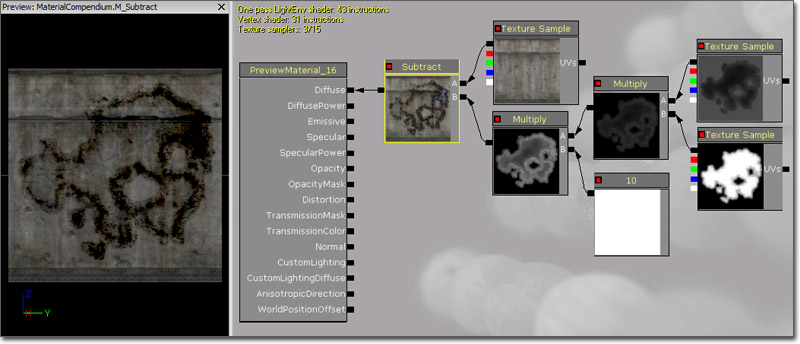 Preview: MaterialCompendium.M_Subtract
X
One pass LightEnv shader: 43 instructions
Vertex shader: 31 instructions
Texture samplers: 3/15
PreviewMaterial_16
Diffuse
DiffusePower
Emissive
Specular
SpecularPower
Opacity
OpacityMask
Distortion
TransmissionMask
TransmissionColor
Normal
CustomLighting
CustomLightingDiffuse
AnisotropicDirection
WorldPositionOffset
Subtract
A
B
Texture Sample
UVs
Multiply
A
B
Multiply
A
B
10
Texture Sample
UVs
Texture Sample
UVs
Z
X
Y